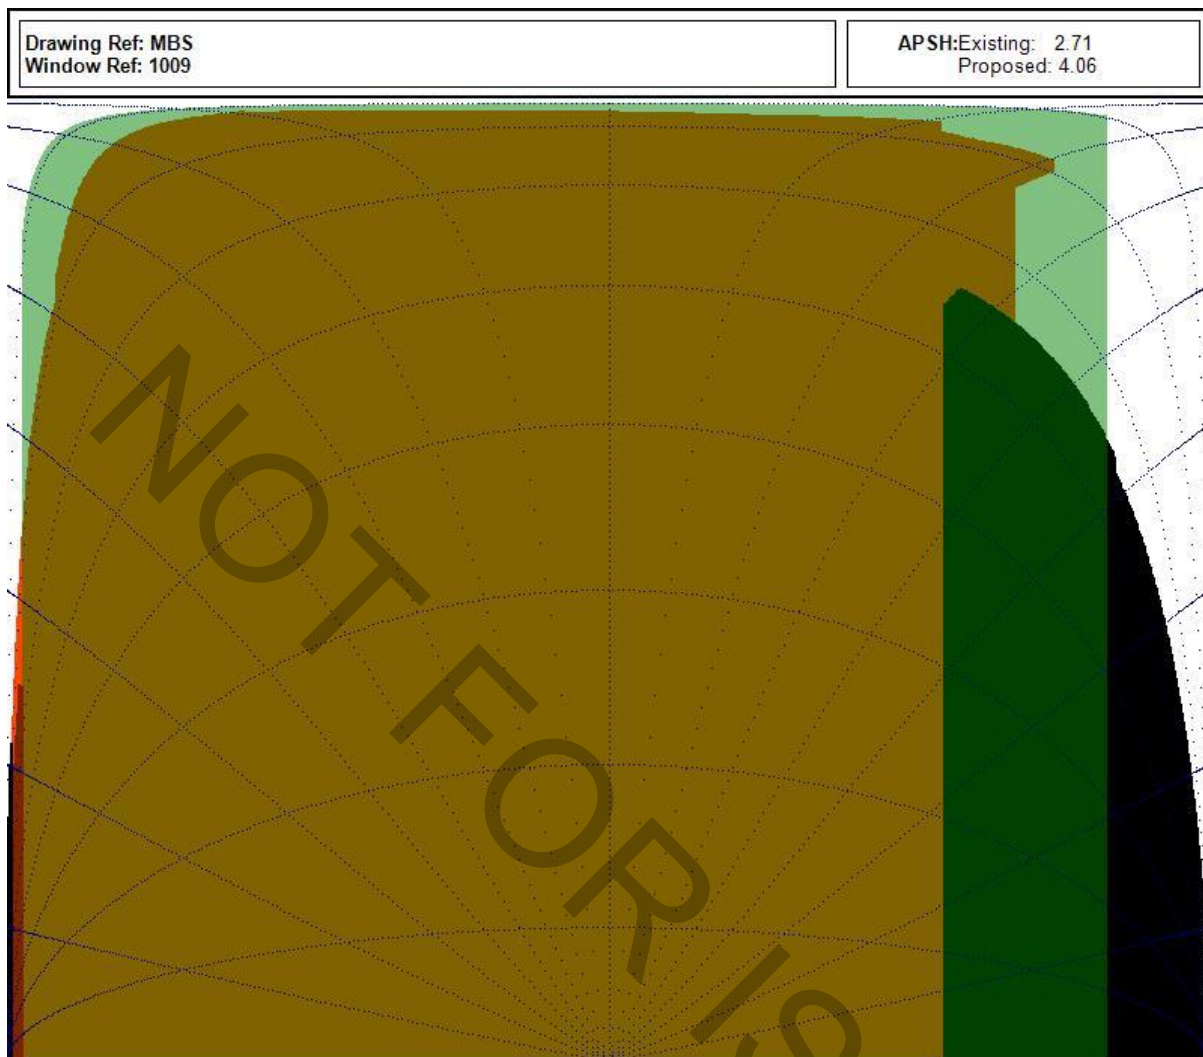 Drawing Ref: MBS
Window Ref: 1009
APSH:Existing: 2.71
Proposed: 4.06
NOT FOR IS